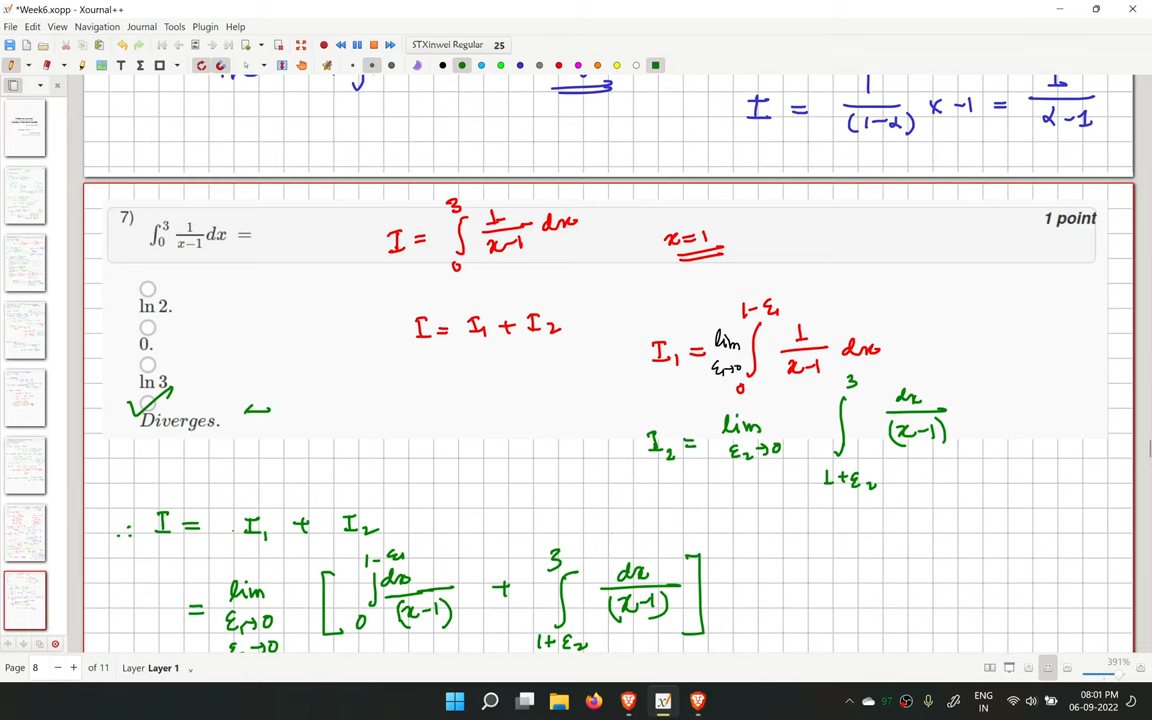 *Week6.xopp - Xournal++
File Edit View Navigation Journal Tools Plugin Help
STXinwei Regular 25
I = 1/(1-α) x -1 = 1/(α-1)
7) ∫₀³ 1/(x−1) dx =
1 point
I = ∫₀³ 1/(x-1) dx
x=1
ln 2.
0.
ln 3.
Diverges.
I = I₁ + I₂
I₁ = lim ε₁→0 ∫₀^(1-ε₁) 1/(x-1) dx
I₂ = lim ε₂→0 ∫_(1+ε₂)^3 dx/(x-1)
∴ I = I₁ + I₂
= lim ε₁→0 ε₂→0 [ ∫₀^(1-ε₁) dx/(x-1) + ∫_(1+ε₂)^3 dx/(x-1) ]
Page 8 of 11 Layer Layer 1
391%
97
ENG
IN
08:01 PM
06-09-2022